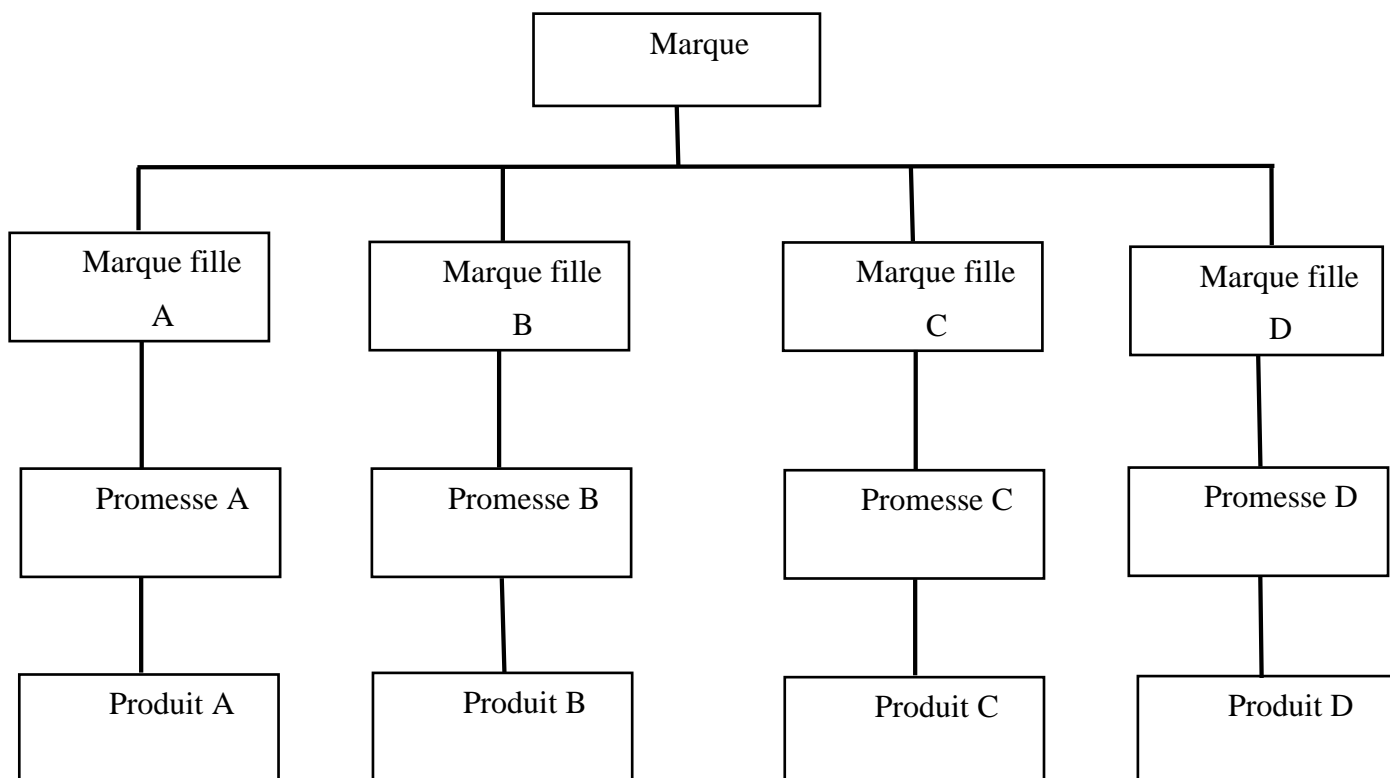 Marque
Marque fille
A
Marque fille
B
Marque fille
C
Marque fille
D
Promesse A
Promesse B
Promesse C
Promesse D
Produit A
Produit B
Produit C
Produit D